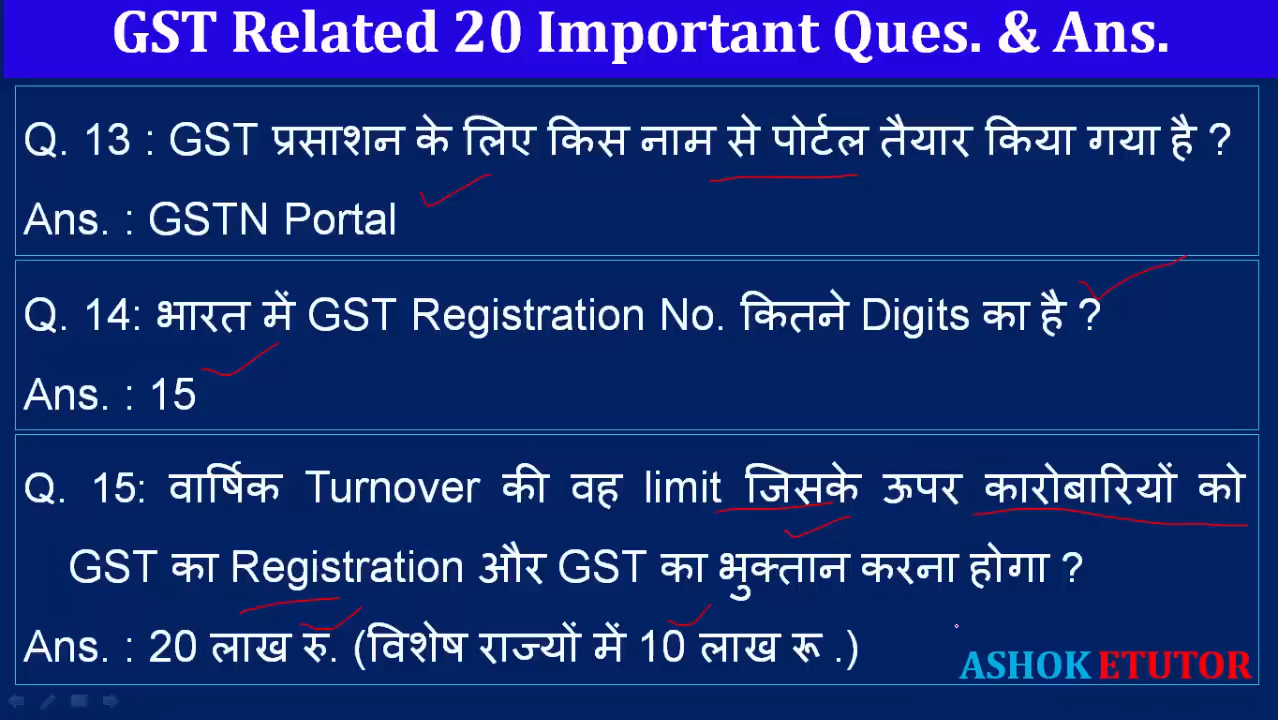 GST Related 20 Important Ques. & Ans.
Q. 13 : GST प्रसाशन के लिए किस नाम से पोर्टल तैयार किया गया है ?
Ans. : GSTN Portal
Q. 14: भारत में GST Registration No. कितने Digits का है ?
Ans. : 15
Q. 15: वार्षिक Turnover की वह limit जिसके ऊपर कारोबारियों को
GST का Registration और GST का भुक्तान करना होगा ?
Ans. : 20 लाख रु. (विशेष राज्यों में 10 लाख रू .)
ASHOK ETUTOR